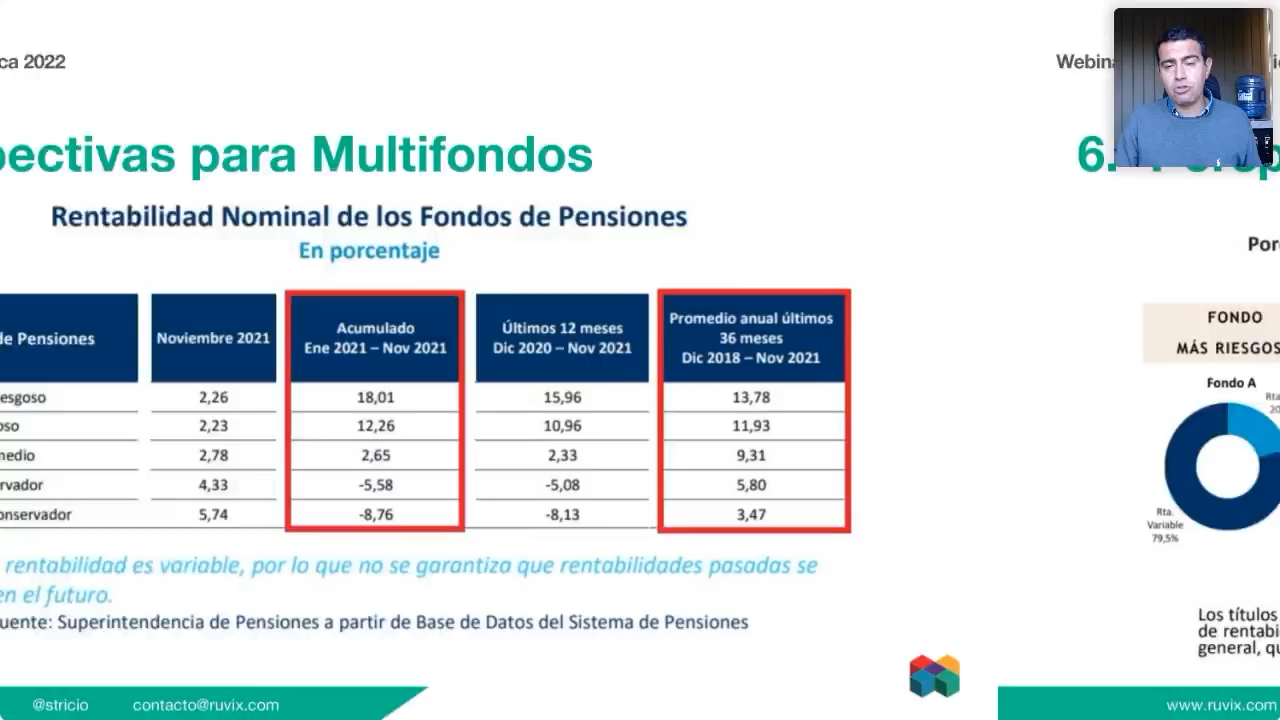 ca 2022
pectivas para Multifondos
Rentabilidad Nominal de los Fondos de Pensiones
En porcentaje
de Pensiones
Noviembre 2021
Acumulado
Ene 2021 – Nov 2021
Últimos 12 meses
Dic 2020 – Nov 2021
Promedio anual últimos
36 meses
Dic 2018 – Nov 2021
esgoso 2,26 18,01 15,96 13,78
oso 2,23 12,26 10,96 11,93
medio 2,78 2,65 2,33 9,31
rvador 4,33 -5,58 -5,08 5,80
onservador 5,74 -8,76 -8,13 3,47
rentabilidad es variable, por lo que no se garantiza que rentabilidades pasadas se
en el futuro.
uente: Superintendencia de Pensiones a partir de Base de Datos del Sistema de Pensiones
@stricio contacto@ruvix.com
Webina
6.
Por
FONDO
MÁS RIESGOS
Fondo A
Rta
20
Rta.
Variable
79,5%
Los títulos
de rentabi
general, qu
www.ruvix.com